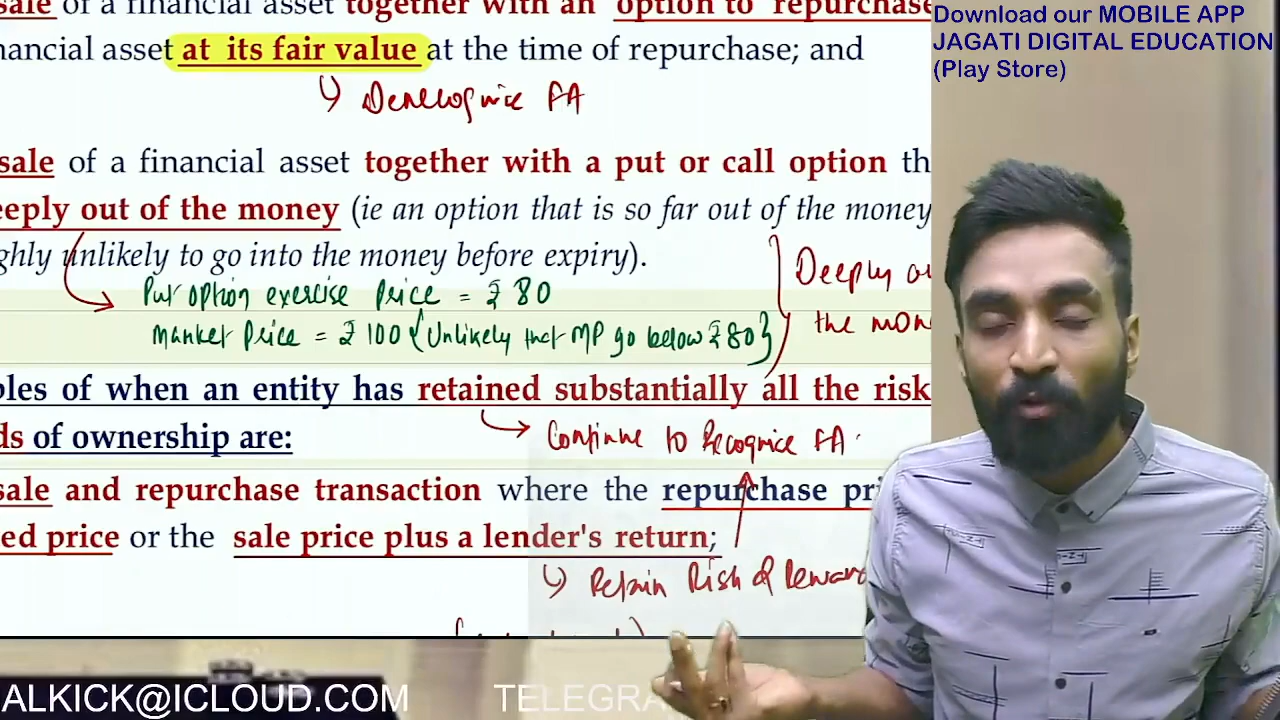 sale of a financial asset together with an option to repurchase
nancial asset at its fair value at the time of repurchase; and
↳ Derecognise FA
sale of a financial asset together with a put or call option th
eeply out of the money (ie an option that is so far out of the money
ghly unlikely to go into the money before expiry).
Put option exercise Price = ₹ 80
Market Price = ₹ 100 {Unlikely that MP go below ₹80}
Deeply ou
the mon
ples of when an entity has retained substantially all the risk
ds of ownership are:
Continue to Recognise FA.
sale and repurchase transaction where the repurchase pri
ed price or the sale price plus a lender's return;
Retain Risk & Reward
Download our MOBILE APP
JAGATI DIGITAL EDUCATION
(Play Store)
ALKICK@ICLOUD.COM TELEGRA